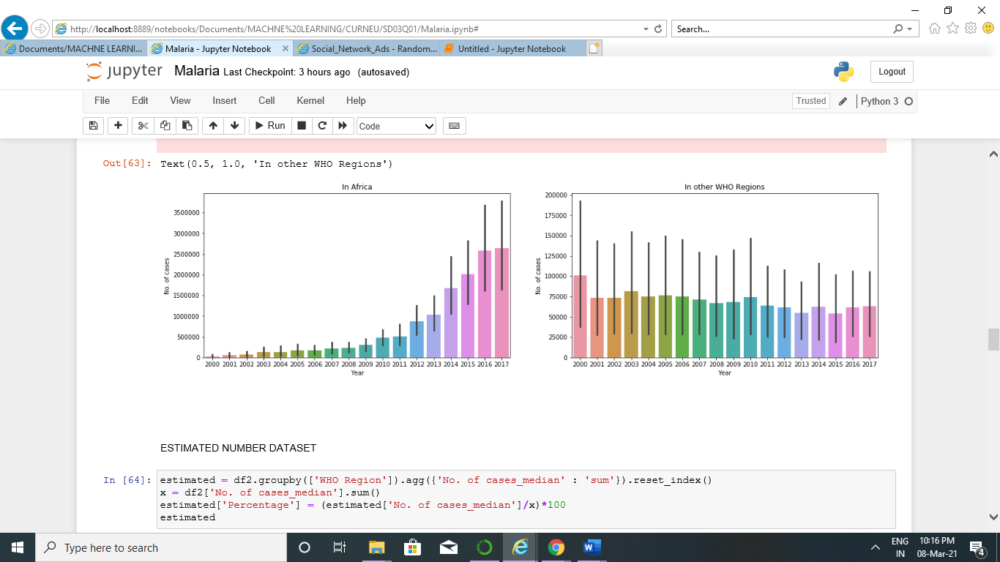 http://localhost:8889/notebooks/Documents/MACHNE%20LEARNING/CURNEU/SD03Q01/Malaria.ipynb#
Search...
Documents/MACHNE LEARNI...
Malaria - Jupyter Notebook
Social_Network_Ads - Random...
Untitled - Jupyter Notebook
jupyter Malaria Last Checkpoint: 3 hours ago (autosaved)
Logout
File Edit View Insert Cell Kernel Help
Trusted
Python 3
Run
Code
Out[63]: Text(0.5, 1.0, 'In other WHO Regions')
In Africa
3500000
3000000
2500000
2000000
1500000
1000000
500000
0
No. of cases
2000 2001 2002 2003 2004 2005 2006 2007 2008 2009 2010 2011 2012 2013 2014 2015 2016 2017
Year
In other WHO Regions
200000
175000
150000
125000
100000
75000
50000
25000
0
No. of cases
2000 2001 2002 2003 2004 2005 2006 2007 2008 2009 2010 2011 2012 2013 2014 2015 2016 2017
Year
ESTIMATED NUMBER DATASET
In [64]: estimated = df2.groupby(['WHO Region']).agg({'No. of cases_median' : 'sum'}).reset_index()
x = df2['No. of cases_median'].sum()
estimated['Percentage'] = (estimated['No. of cases_median']/x)*100
estimated
Type here to search
ENG
IN
10:16 PM
08-Mar-21
4